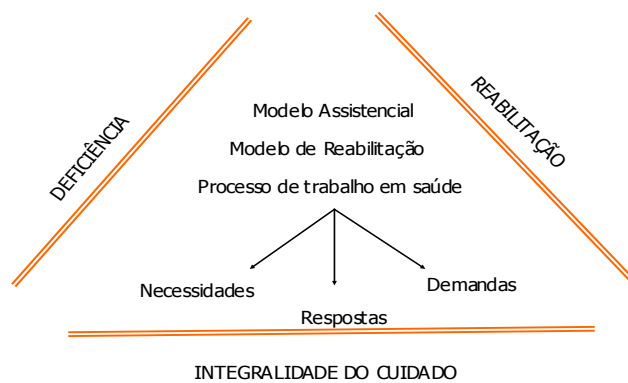 DEFICIÊNCIA
REABILITAÇÃO
Modelo Assistencial
Modelo de Reabilitação
Processo de trabalho em saúde
Necessidades
Demandas
Respostas
INTEGRALIDADE DO CUIDADO